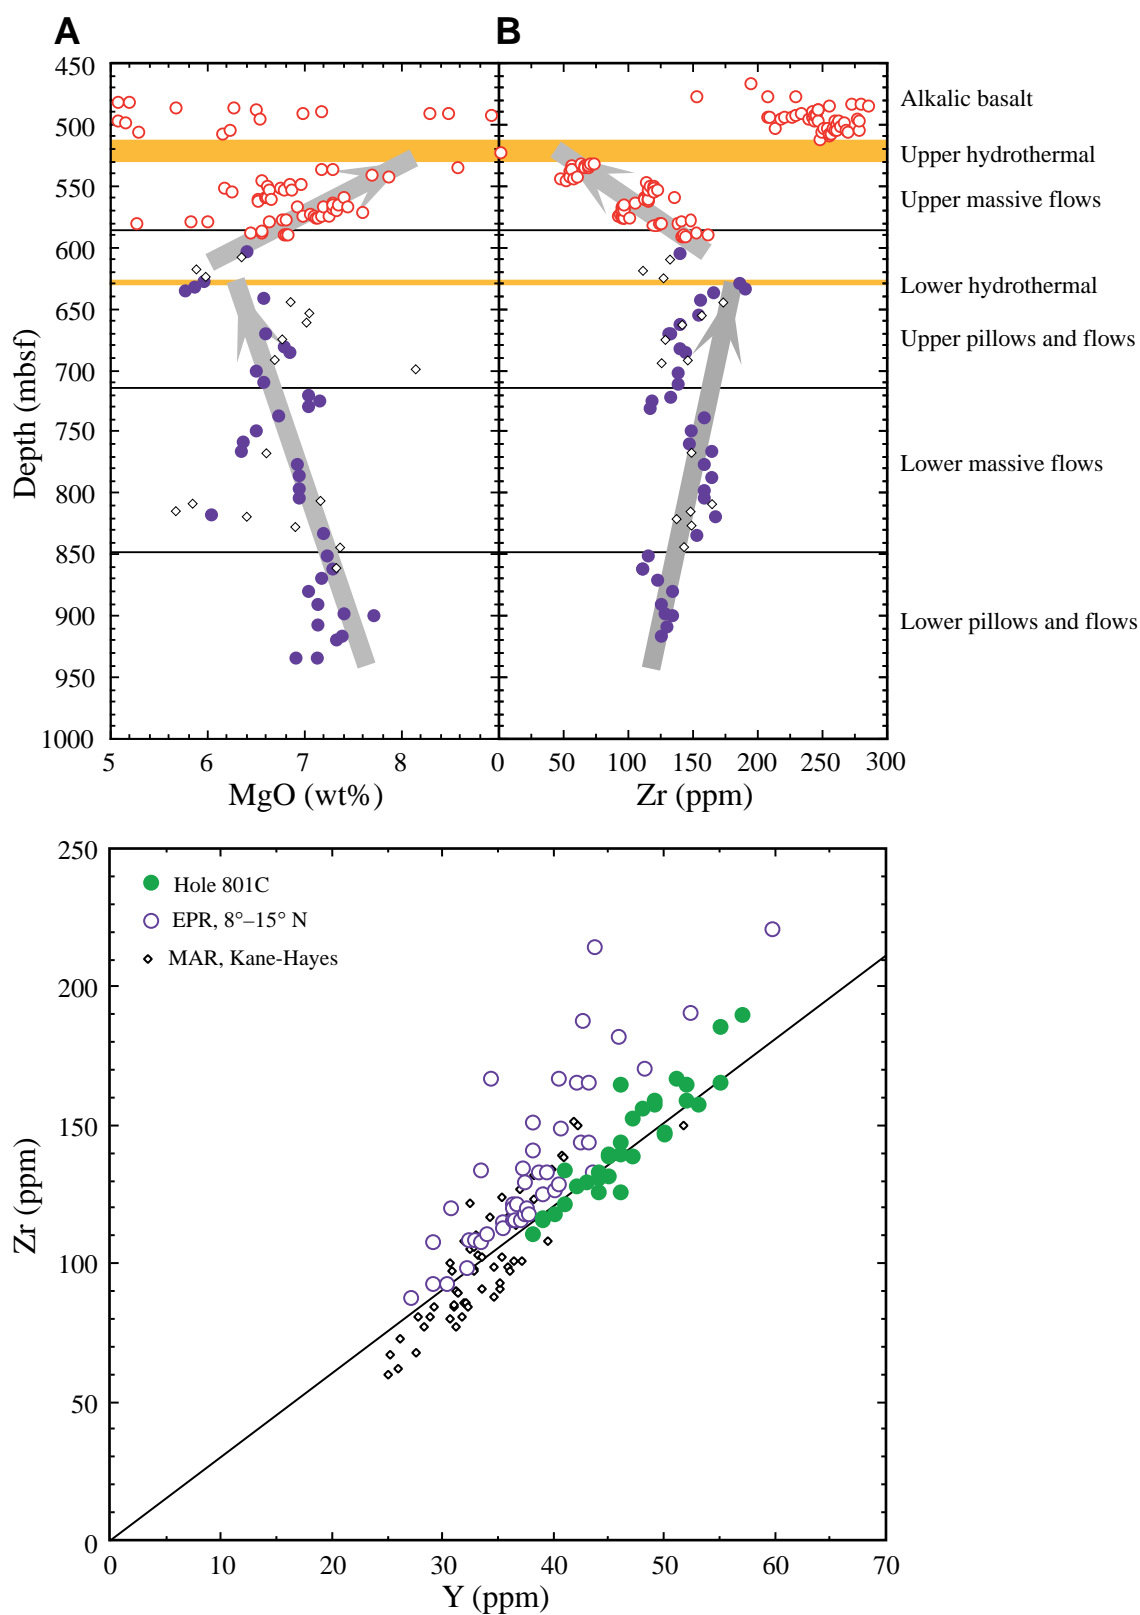 A
B
450
500
550
600
650
700
750
800
850
900
950
1000
Depth (mbsf)
5
6
7
8
MgO (wt%)
0
50
100
150
200
250
300
Zr (ppm)
Alkalic basalt
Upper hydrothermal
Upper massive flows
Lower hydrothermal
Upper pillows and flows
Lower massive flows
Lower pillows and flows
250
200
150
100
50
0
Zr (ppm)
Hole 801C
EPR, 8°–15° N
MAR, Kane-Hayes
0
10
20
30
40
50
60
70
Y (ppm)